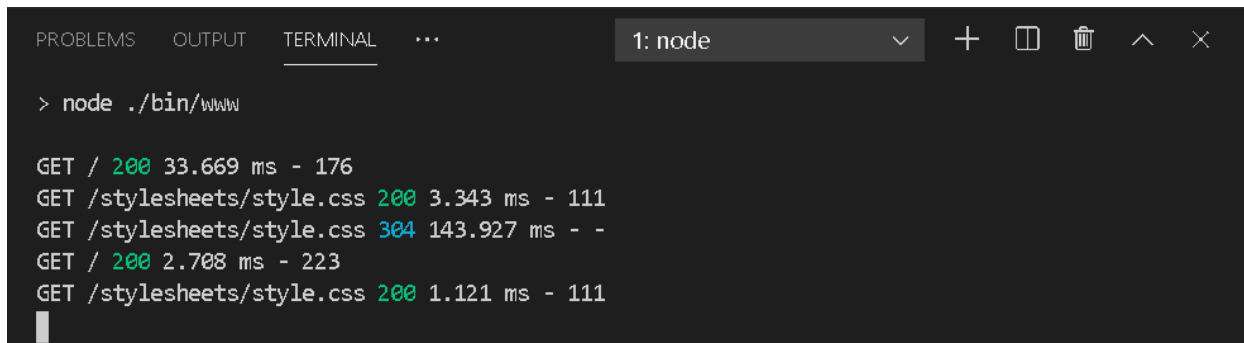 PROBLEMS OUTPUT TERMINAL ••• 1: node
> node ./bin/www
GET / 200 33.669 ms - 176
GET /stylesheets/style.css 200 3.343 ms - 111
GET /stylesheets/style.css 304 143.927 ms - -
GET / 200 2.708 ms - 223
GET /stylesheets/style.css 200 1.121 ms - 111